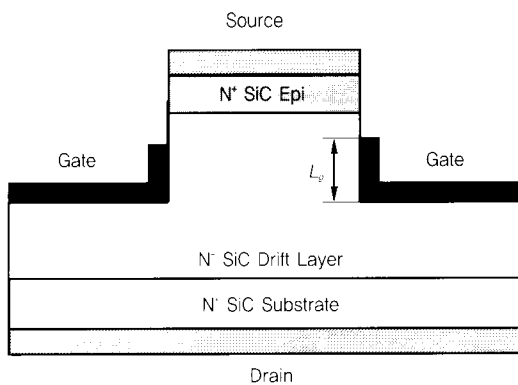 Source
N⁺ SiC Epi
Gate
Lg
Gate
N⁻ SiC Drift Layer
N⁻ SiC Substrate
Drain